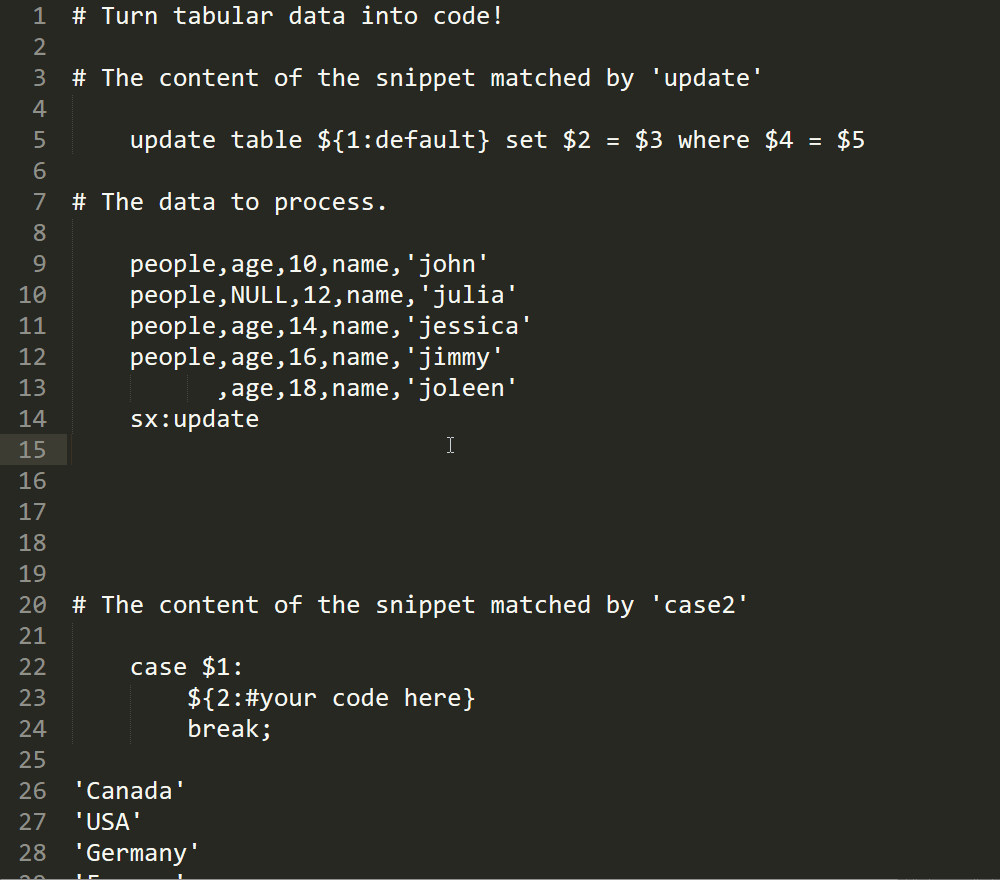 1 # Turn tabular data into code!
2
3 # The content of the snippet matched by 'update'
4
5 update table ${1:default} set $2 = $3 where $4 = $5
6
7 # The data to process.
8
9 people,age,10,name,'john'
10 people,NULL,12,name,'julia'
11 people,age,14,name,'jessica'
12 people,age,16,name,'jimmy'
13 ,age,18,name,'joleen'
14 sx:update
15
16
17
18
19
20 # The content of the snippet matched by 'case2'
21
22 case $1:
23 ${2:#your code here}
24 break;
25
26 'Canada'
27 'USA'
28 'Germany'